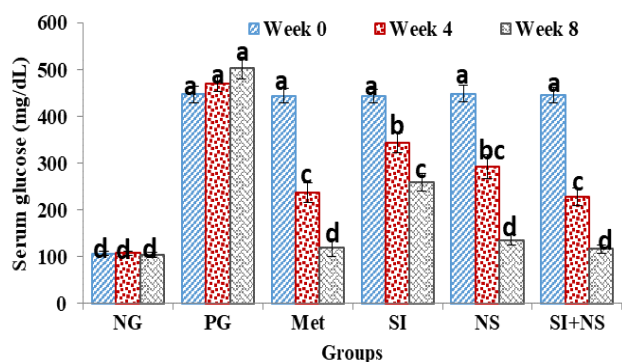 Week 0 Week 4 Week 8
Serum glucose (mg/dL)
600
500
400
300
200
100
0
d d d
a a a
a c d
a b c
a bc d
a c d
NG PG Met SI NS SI+NS
Groups